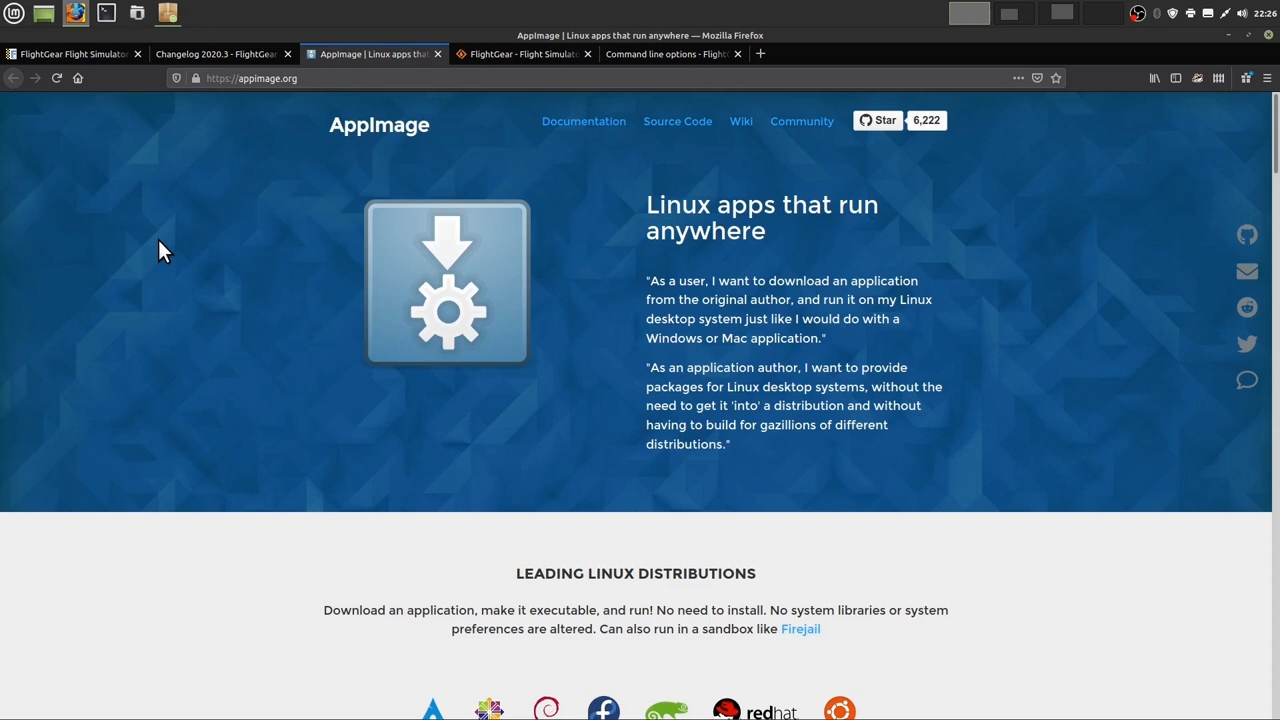 22:26
AppImage | Linux apps that run anywhere — Mozilla Firefox
FlightGear Flight Simulator
Changelog 2020.3 - FlightGear
AppImage | Linux apps that
FlightGear - Flight Simulato
Command line options - Flight
https://appimage.org
AppImage
Documentation
Source Code
Wiki
Community
Star
6,222
Linux apps that run
anywhere
"As a user, I want to download an application
from the original author, and run it on my Linux
desktop system just like I would do with a
Windows or Mac application."
"As an application author, I want to provide
packages for Linux desktop systems, without the
need to get it 'into' a distribution and without
having to build for gazillions of different
distributions."
LEADING LINUX DISTRIBUTIONS
Download an application, make it executable, and run! No need to install. No system libraries or system
preferences are altered. Can also run in a sandbox like Firejail
redhat.